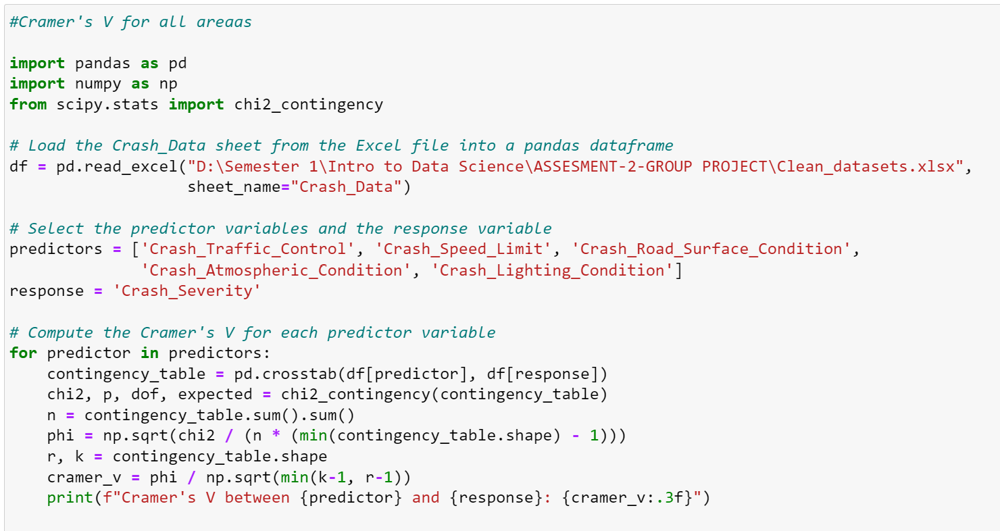 #Cramer's V for all areaas
import pandas as pd
import numpy as np
from scipy.stats import chi2_contingency
# Load the Crash_Data sheet from the Excel file into a pandas dataframe
df = pd.read_excel("D:\Semester 1\Intro to Data Science\ASSESMENT-2-GROUP PROJECT\Clean_datasets.xlsx",
                   sheet_name="Crash_Data")
# Select the predictor variables and the response variable
predictors = ['Crash_Traffic_Control', 'Crash_Speed_Limit', 'Crash_Road_Surface_Condition',
              'Crash_Atmospheric_Condition', 'Crash_Lighting_Condition']
response = 'Crash_Severity'
# Compute the Cramer's V for each predictor variable
for predictor in predictors:
    contingency_table = pd.crosstab(df[predictor], df[response])
    chi2, p, dof, expected = chi2_contingency(contingency_table)
    n = contingency_table.sum().sum()
    phi = np.sqrt(chi2 / (n * (min(contingency_table.shape) - 1)))
    r, k = contingency_table.shape
    cramer_v = phi / np.sqrt(min(k-1, r-1))
    print(f"Cramer's V between {predictor} and {response}: {cramer_v:.3f}")